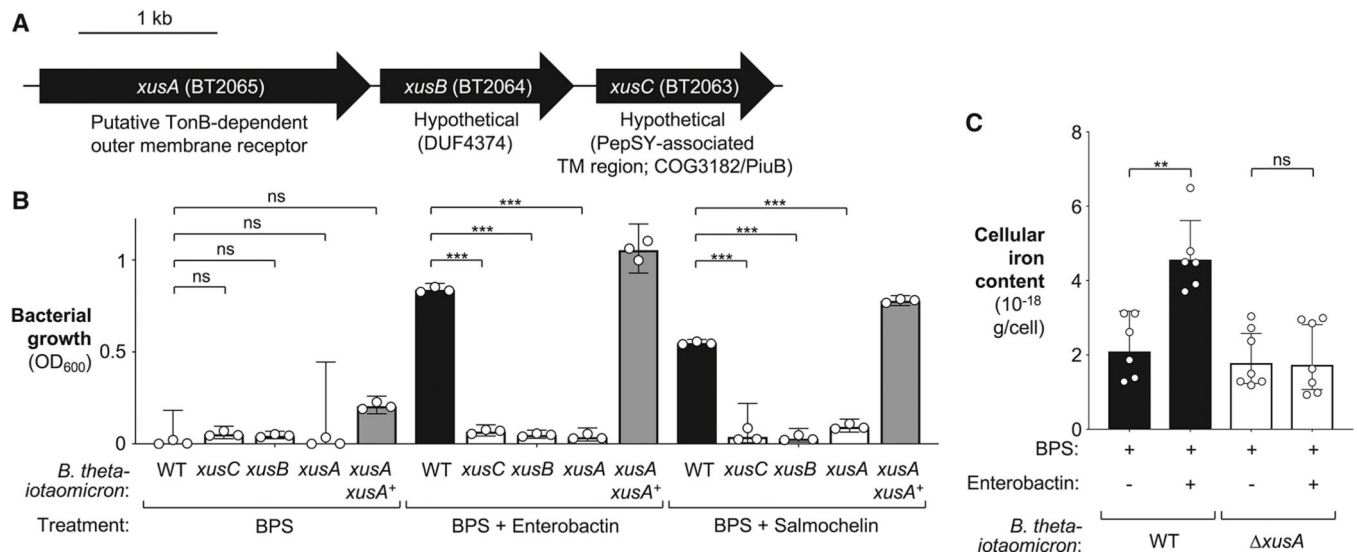 A
1 kb
xusA (BT2065)
xusB (BT2064)
xusC (BT2063)
Putative TonB-dependent
outer membrane receptor
Hypothetical
(DUF4374)
Hypothetical
(PepSY-associated
TM region; COG3182/PiuB)
B
Bacterial
growth
(OD600)
1
0.5
0
ns
ns
ns
ns
***
***
***
***
***
***
B. theta-
iotaomicron:
WT xusC xusB xusA xusA
xusA+
WT xusC xusB xusA xusA
xusA+
WT xusC xusB xusA xusA
xusA+
Treatment: BPS BPS + Enterobactin BPS + Salmochelin
C
Cellular
iron
content
(10-18
g/cell)
8
6
4
2
0
** ns
BPS: + + + +
Enterobactin: - + - +
B. theta-
iotaomicron:
WT ΔxusA